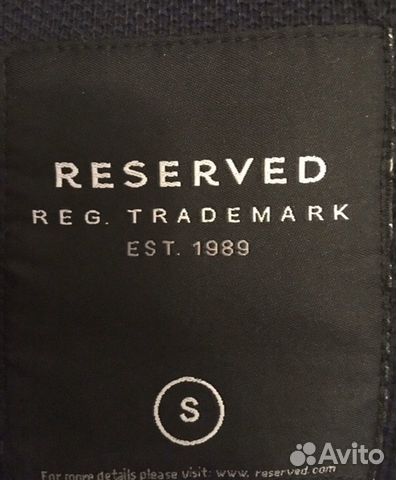 RESERVED
REG. TRADEMARK
EST. 1989
S
For more details please visit: www. reserved.com
Avito